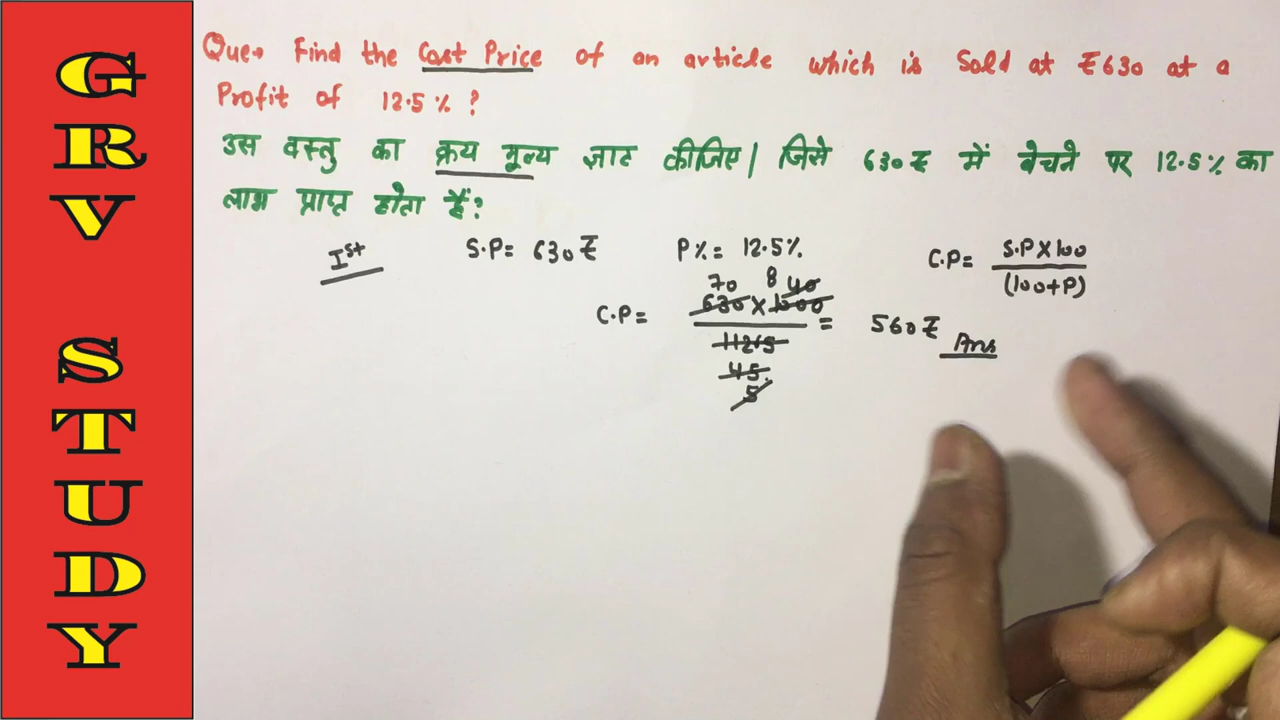 GRV STUDY
Que→ Find the Cost Price of an article which is Sold at ₹630 at a
Profit of 12.5% ?
उस वस्तु का क्रय मूल्य ज्ञात कीजिए| जिसे 630₹ में बेचने पर 12.5% का
लाभ प्राप्त होता हैं?
Ist S.P= 630₹ P%= 12.5% C.P= S.P×100
(100+P)
70 8 40
C.P= 630×1000 = 560₹ Ans
1125
45
5